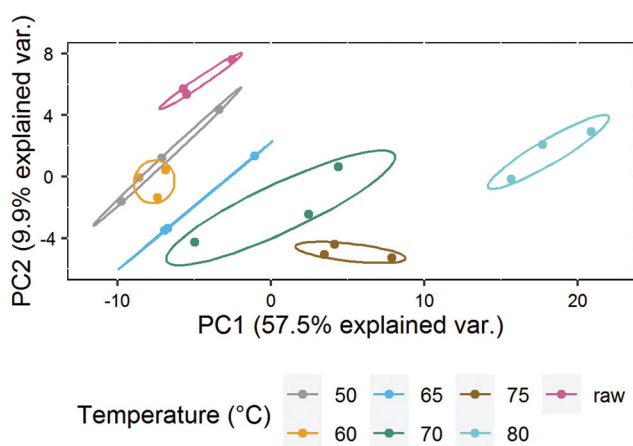 8
4
0
-4
PC2 (9.9% explained var.)
-10 0 10 20
PC1 (57.5% explained var.)
Temperature (°C)
50 65 75 raw
60 70 80